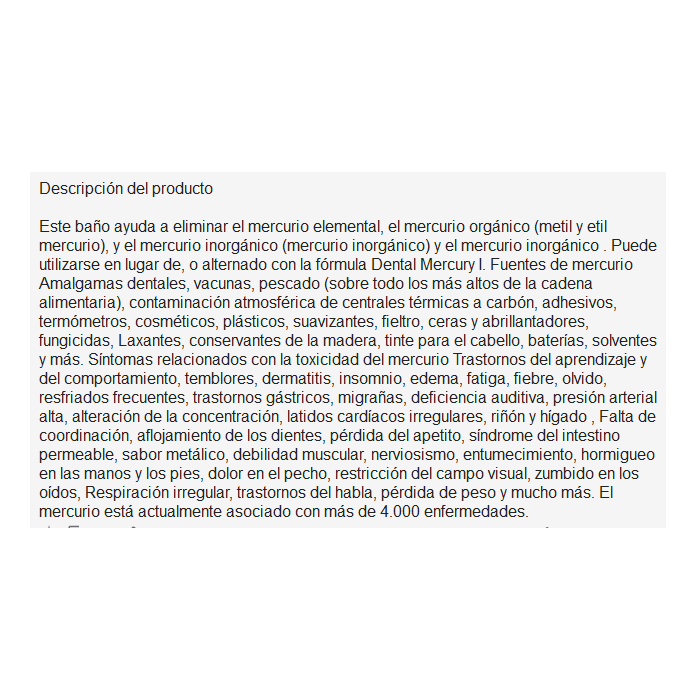 Descripción del producto
Este baño ayuda a eliminar el mercurio elemental, el mercurio orgánico (metil y etil
mercurio), y el mercurio inorgánico (mercurio inorgánico) y el mercurio inorgánico . Puede
utilizarse en lugar de, o alternado con la fórmula Dental Mercury I. Fuentes de mercurio
Amalgamas dentales, vacunas, pescado (sobre todo los más altos de la cadena
alimentaria), contaminación atmosférica de centrales térmicas a carbón, adhesivos,
termómetros, cosméticos, plásticos, suavizantes, fieltro, ceras y abrillantadores,
fungicidas, Laxantes, conservantes de la madera, tinte para el cabello, baterías, solventes
y más. Síntomas relacionados con la toxicidad del mercurio Trastornos del aprendizaje y
del comportamiento, temblores, dermatitis, insomnio, edema, fatiga, fiebre, olvido,
resfriados frecuentes, trastornos gástricos, migrañas, deficiencia auditiva, presión arterial
alta, alteración de la concentración, latidos cardíacos irregulares, riñón y hígado , Falta de
coordinación, aflojamiento de los dientes, pérdida del apetito, síndrome del intestino
permeable, sabor metálico, debilidad muscular, nerviosismo, entumecimiento, hormigueo
en las manos y los pies, dolor en el pecho, restricción del campo visual, zumbido en los
oídos, Respiración irregular, trastornos del habla, pérdida de peso y mucho más. El
mercurio está actualmente asociado con más de 4.000 enfermedades.